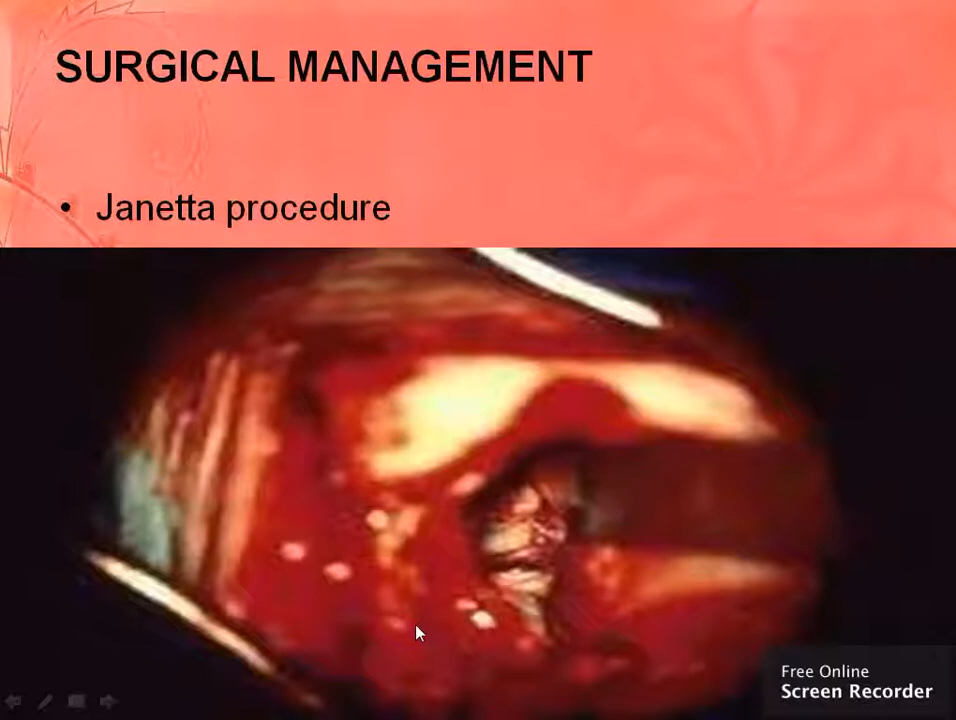 SURGICAL MANAGEMENT
• Janetta procedure
Free Online
Screen Recorder